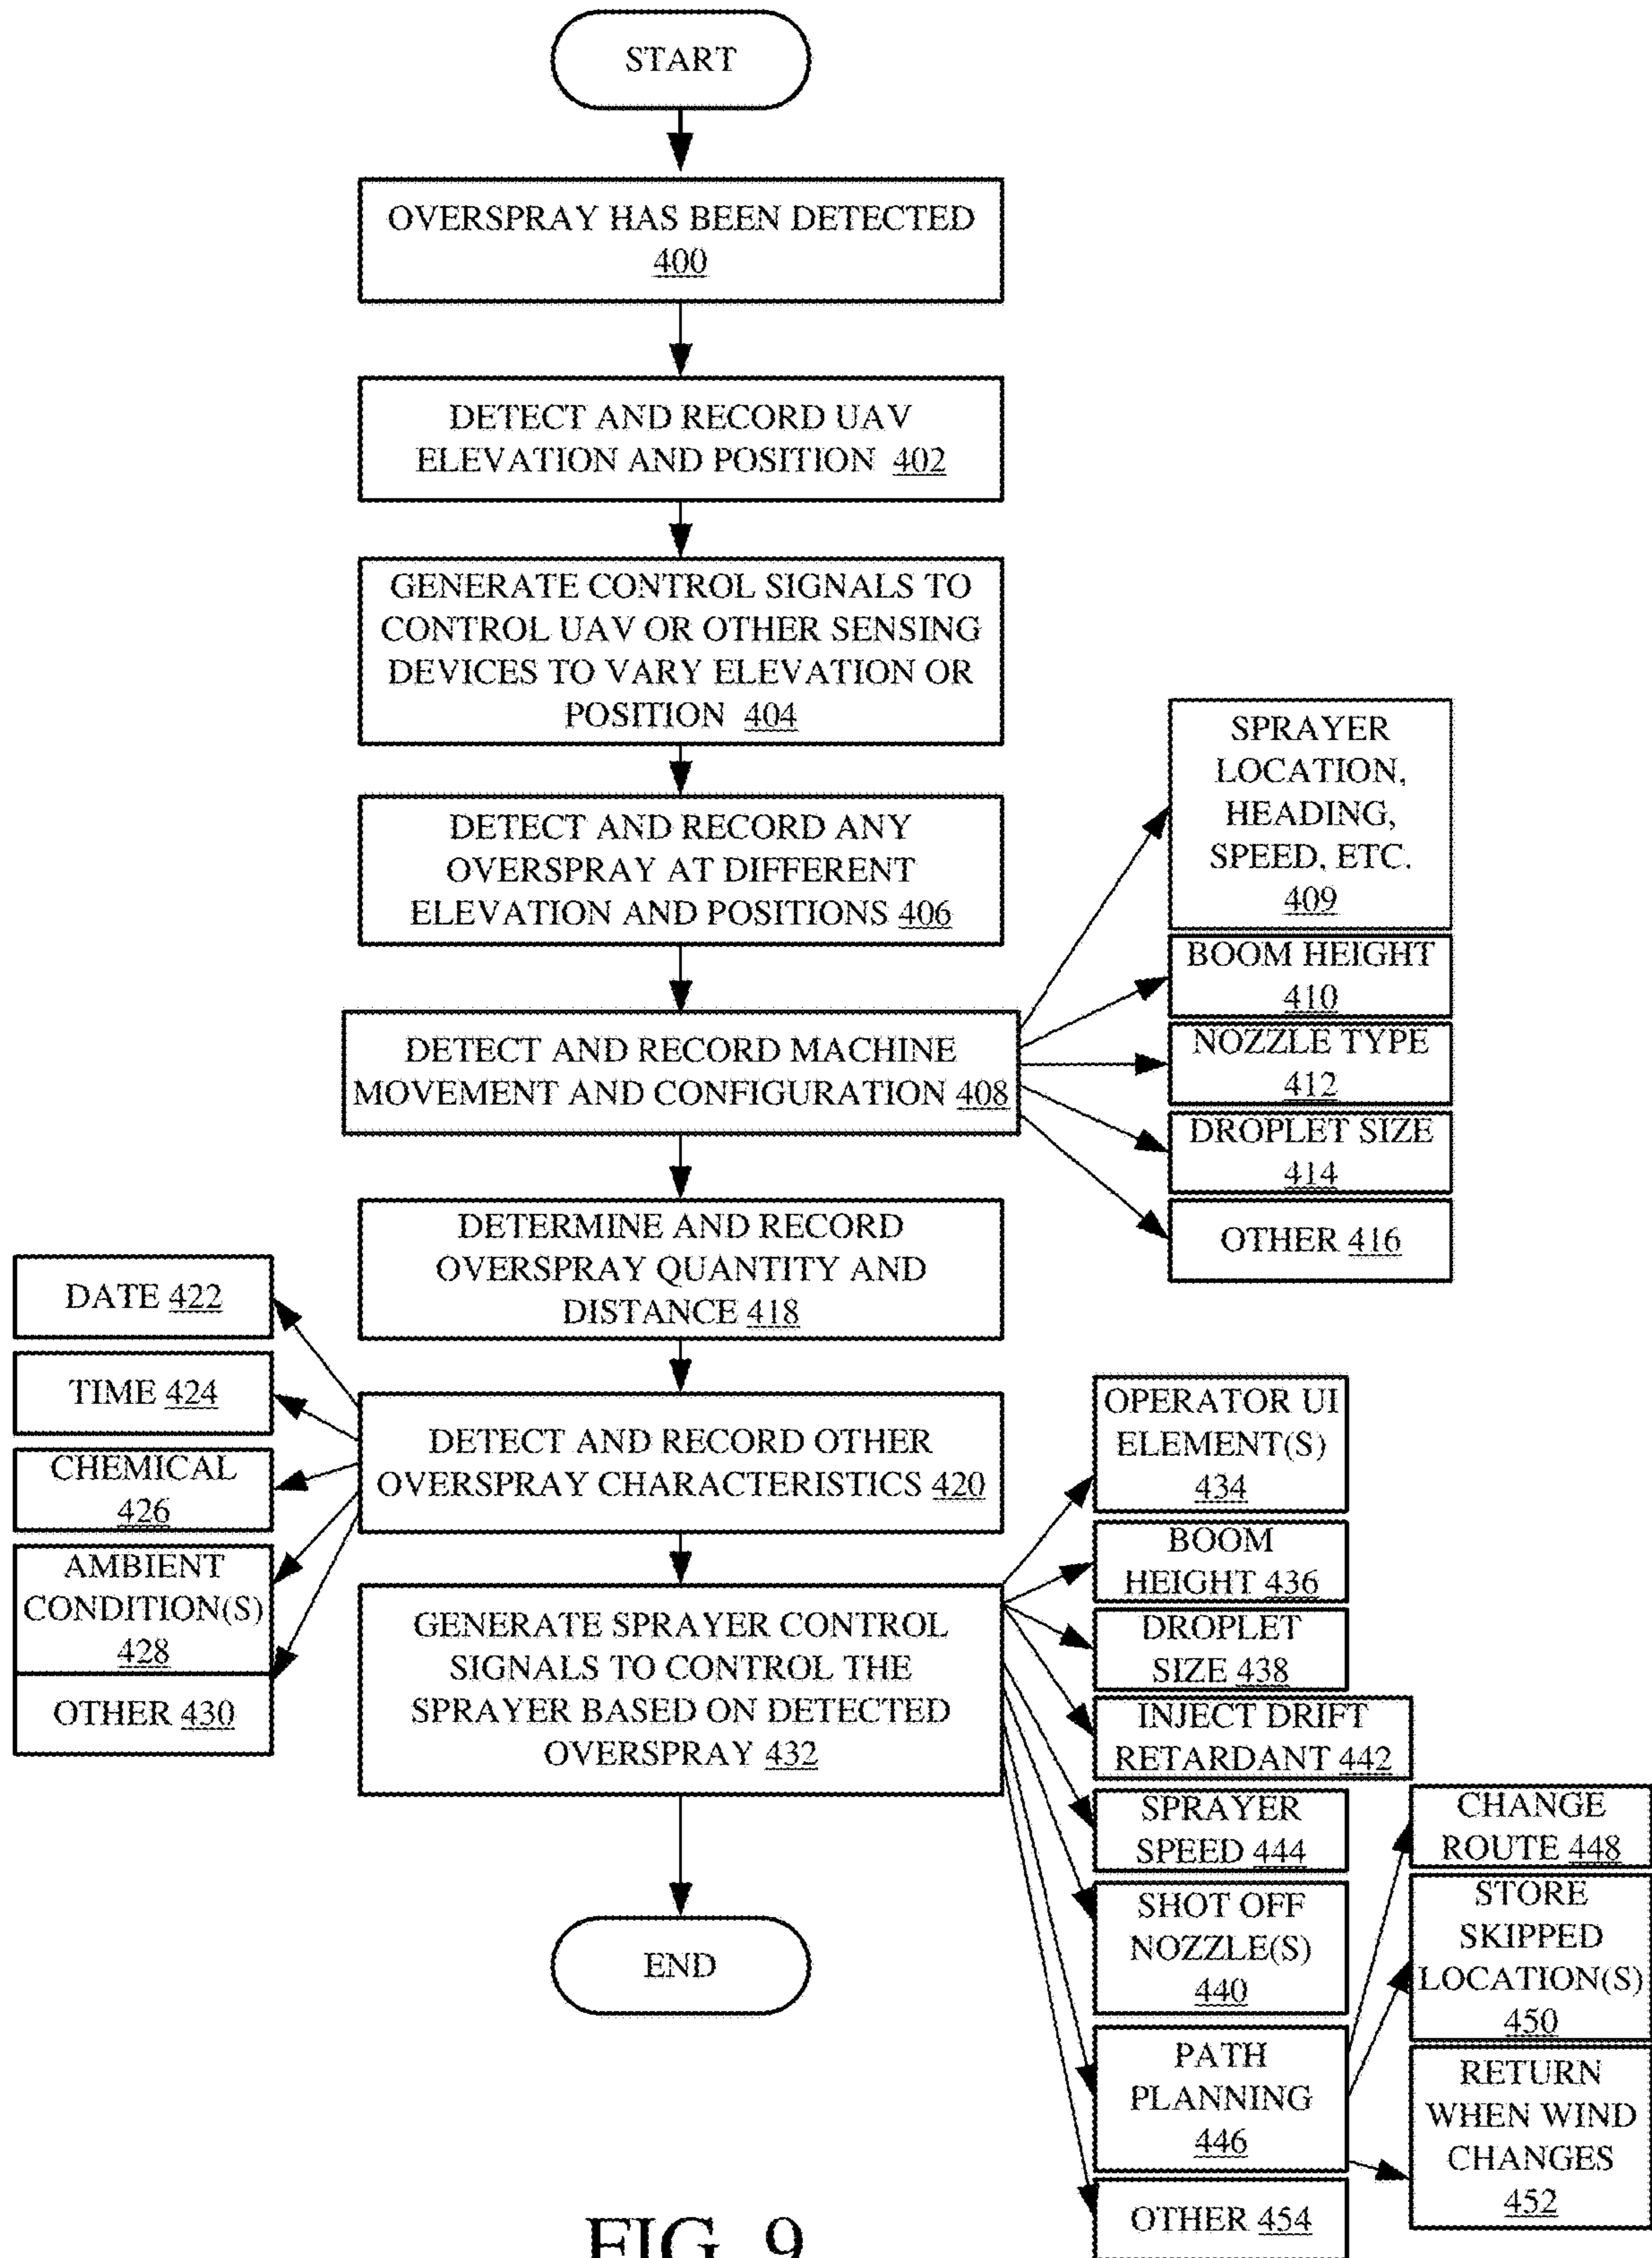 START
OVERSPRAY HAS BEEN DETECTED
400
DETECT AND RECORD UAV
ELEVATION AND POSITION 402
GENERATE CONTROL SIGNALS TO
CONTROL UAV OR OTHER SENSING
DEVICES TO VARY ELEVATION OR
POSITION 404
DETECT AND RECORD ANY
OVERSPRAY AT DIFFERENT
ELEVATION AND POSITIONS 406
DETECT AND RECORD MACHINE
MOVEMENT AND CONFIGURATION 408
SPRAYER
LOCATION,
HEADING,
SPEED, ETC.
409
BOOM HEIGHT
410
NOZZLE TYPE
412
DROPLET SIZE
414
OTHER 416
DETERMINE AND RECORD
OVERSPRAY QUANTITY AND
DISTANCE 418
DETECT AND RECORD OTHER
OVERSPRAY CHARACTERISTICS 420
DATE 422
TIME 424
CHEMICAL
426
AMBIENT
CONDITION(S)
428
OTHER 430
GENERATE SPRAYER CONTROL
SIGNALS TO CONTROL THE
SPRAYER BASED ON DETECTED
OVERSPRAY 432
OPERATOR UI
ELEMENT(S)
434
BOOM
HEIGHT 436
DROPLET
SIZE 438
INJECT DRIFT
RETARDANT 442
SPRAYER
SPEED 444
SHOT OFF
NOZZLE(S)
440
PATH
PLANNING
446
OTHER 454
CHANGE
ROUTE 448
STORE
SKIPPED
LOCATION(S)
450
RETURN
WHEN WIND
CHANGES
452
END
FIG. 9